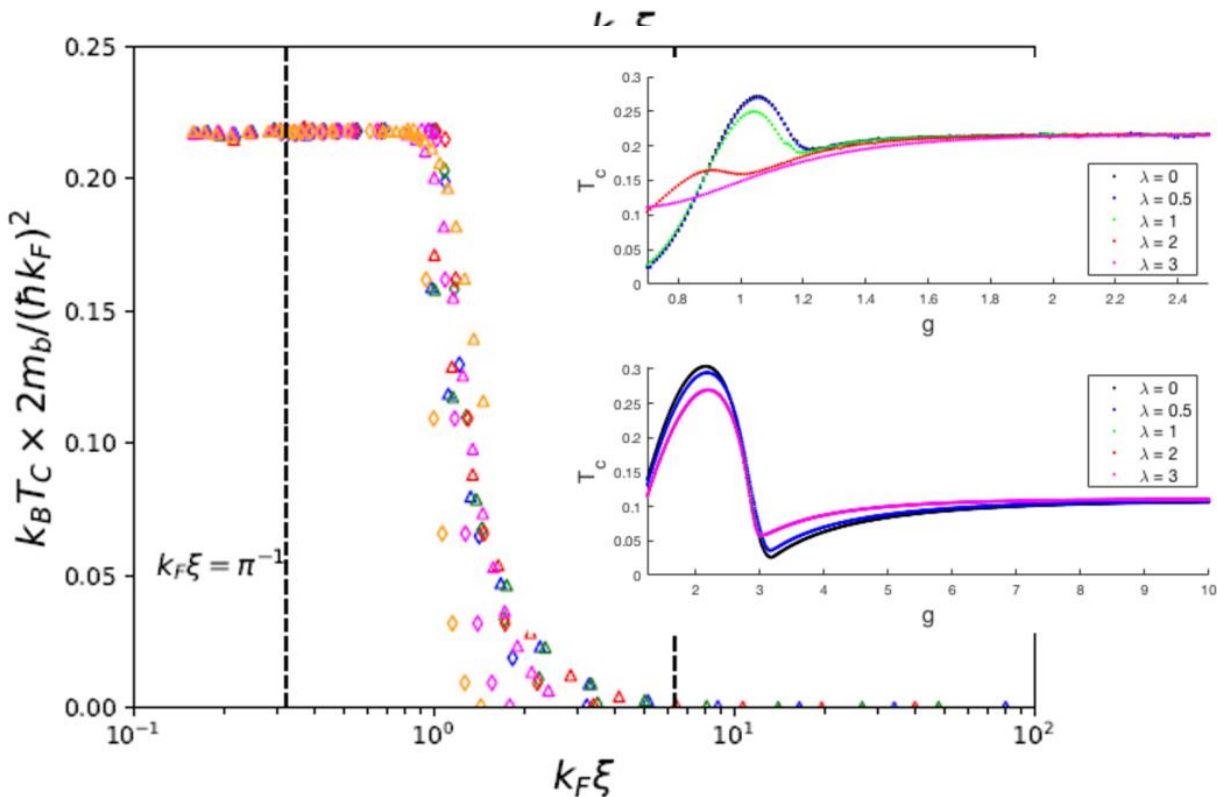 k_F ξ
0.25
0.20
0.15
0.10
0.05
0.00
k_B T_C × 2m_b/(ħk_F)^2
k_Fξ = π^{-1}
10^{-1}
10^0
10^1
10^2
k_F ξ
0.3
0.25
0.2
0.15
0.1
0.05
0
T_c
λ = 0
λ = 0.5
λ = 1
λ = 2
λ = 3
0.8 1 1.2 1.4 1.6 1.8 2 2.2 2.4
g
0.3
0.25
0.2
0.15
0.1
0.05
0
T_c
λ = 0
λ = 0.5
λ = 1
λ = 2
λ = 3
2 3 4 5 6 7 8 9 10
g